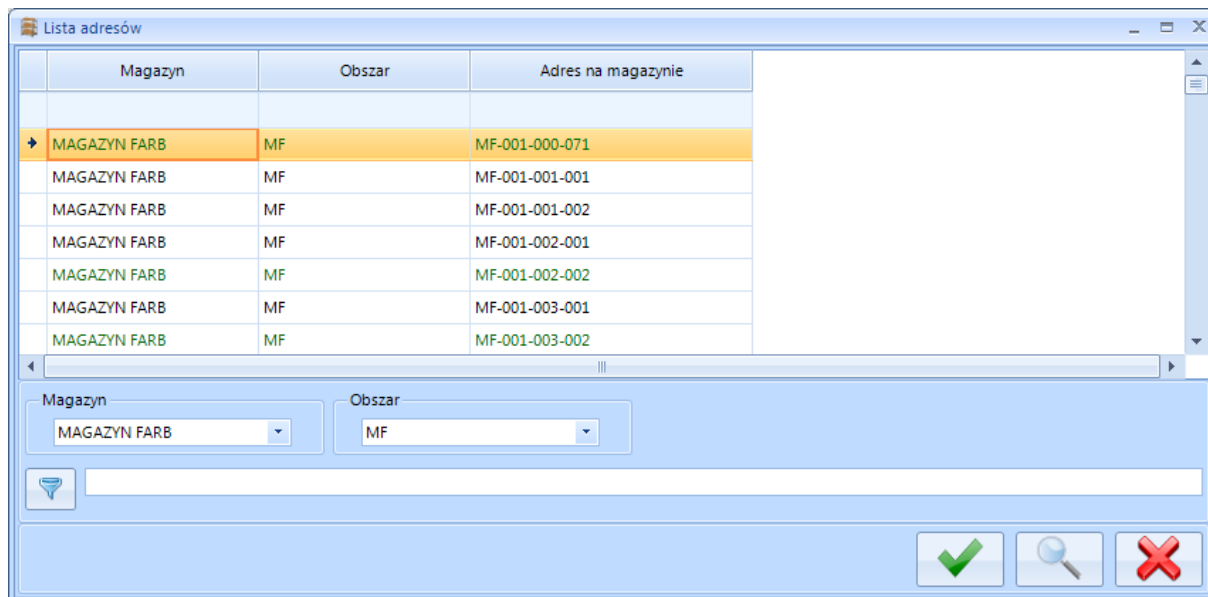 Lista adresów
Magazyn Obszar Adres na magazynie
MAGAZYN FARB MF MF-001-000-071
MAGAZYN FARB MF MF-001-001-001
MAGAZYN FARB MF MF-001-001-002
MAGAZYN FARB MF MF-001-002-001
MAGAZYN FARB MF MF-001-002-002
MAGAZYN FARB MF MF-001-003-001
MAGAZYN FARB MF MF-001-003-002
Magazyn Obszar
MAGAZYN FARB MF